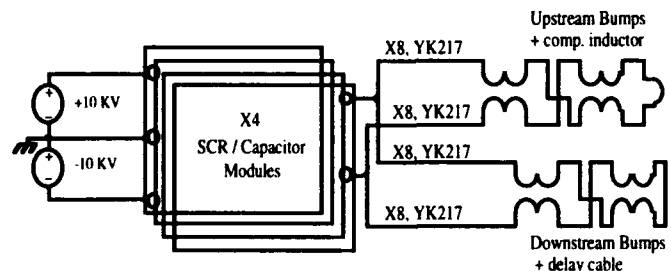 Upstream Bumps
+ comp. inductor
X8, YK217
+10 KV
X4
SCR / Capacitor
Modules
X8, YK217
-10 KV
X8, YK217
X8, YK217
Downstream Bumps
+ delay cable